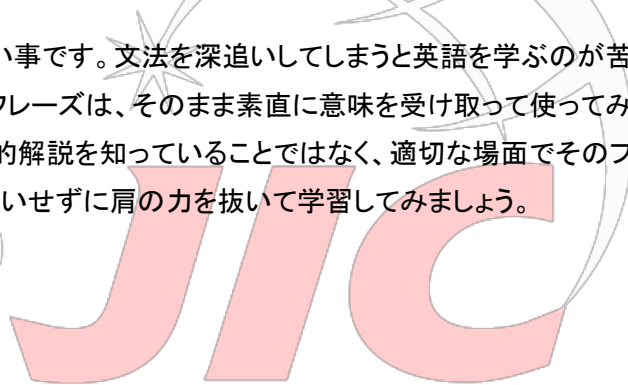 い事です。文法を深追いしてしまうと英語を学ぶのが苦
フレーズは、そのまま素直に意味を受け取って使ってみ
的解説を知っていることではなく、適切な場面でそのフ
いせずに肩の力を抜いて学習してみましょう。
JIC